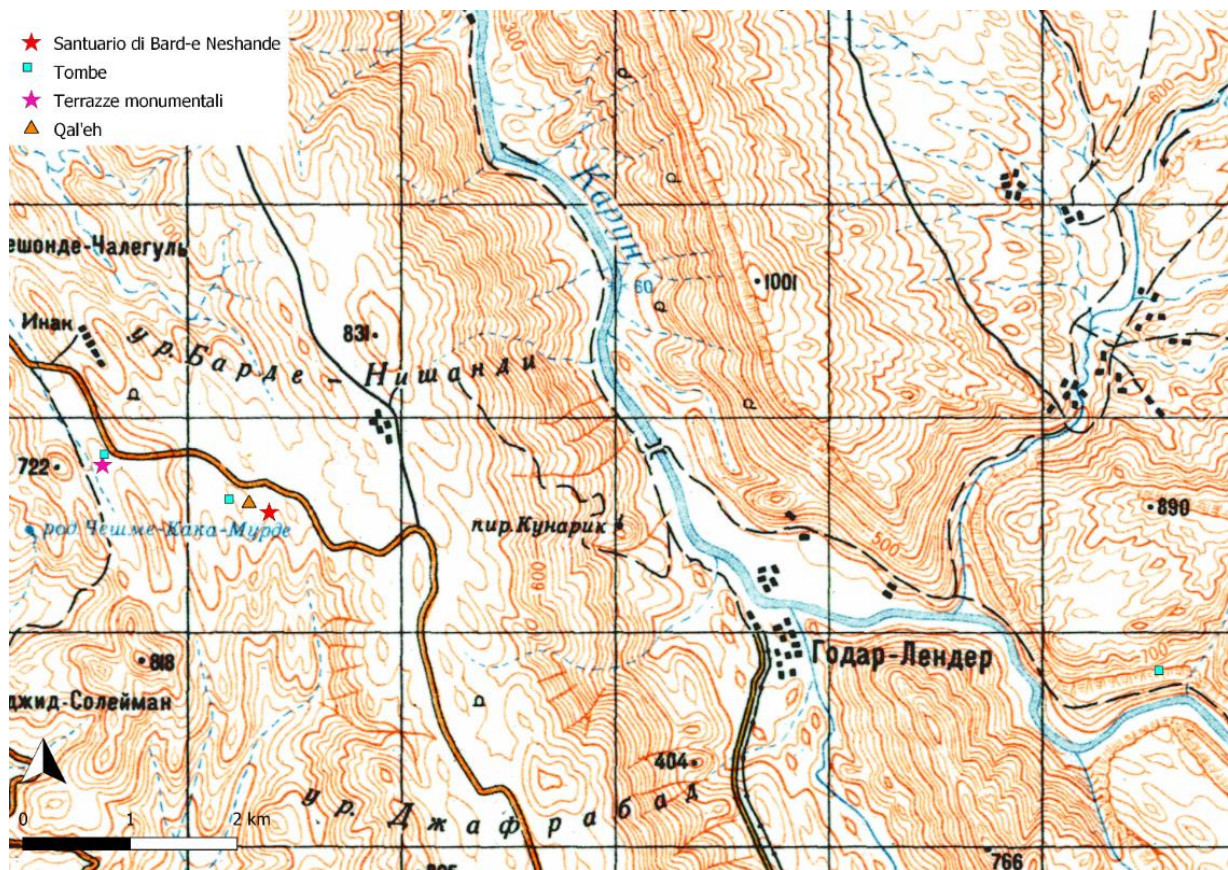 Santuario di Bard-e Neshande
Tombe
Terrazze monumentali
Qal'eh
300
600
Карун
ешонде-Чалегуль
60
1001
Инак
831
ур. Барде-Нишанди
722
род. Чешме-Кака-Мурде
пир. Кунарик
890
500
600
818
Годар-Лендер
700
джид-Солейман
404
ур. Джафрабад
0 1 2 km
766